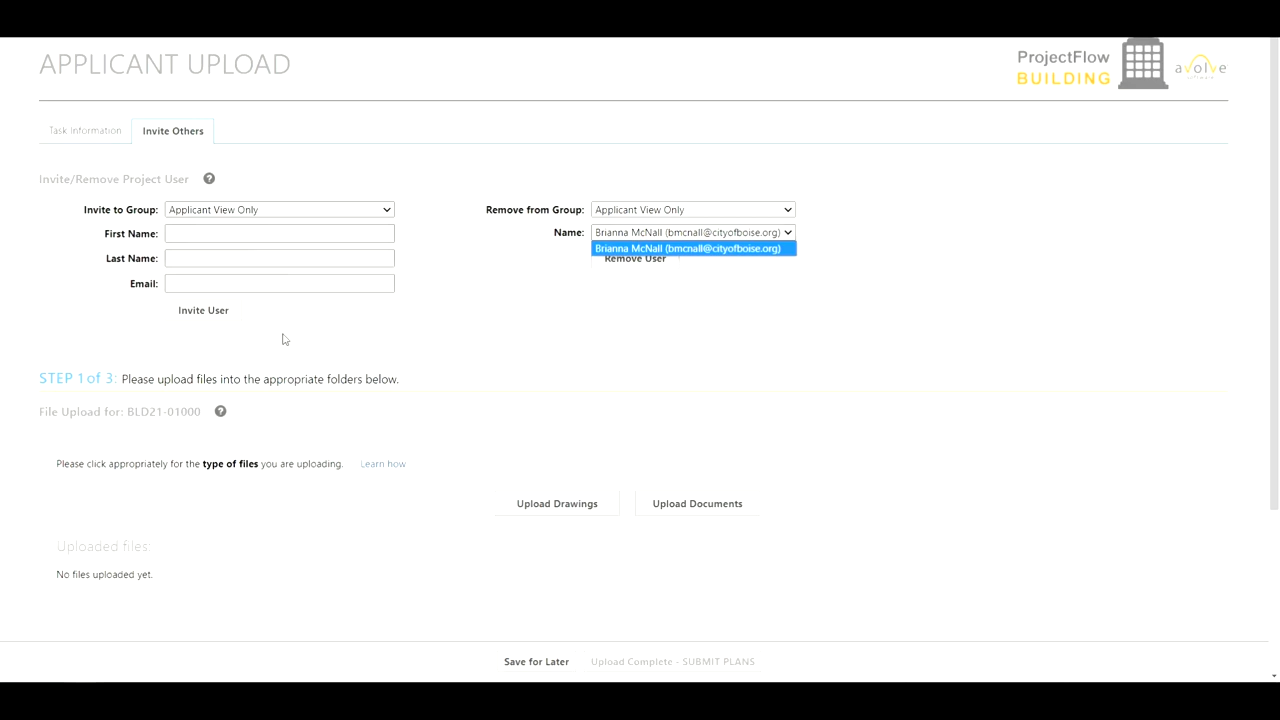 APPLICANT UPLOAD
ProjectFlow
BUILDING
avolve
Task Information
Invite Others
Invite/Remove Project User ?
Invite to Group: Applicant View Only
First Name:
Last Name:
Email:
Invite User
Remove from Group: Applicant View Only
Name: Brianna McNall (bmcnall@cityofboise.org)
Brianna McNall (bmcnall@cityofboise.org)
Remove User
STEP 1 of 3: Please upload files into the appropriate folders below.
File Upload for: BLD21-01000 ?
Please click appropriately for the type of files you are uploading. Learn how
Upload Drawings
Upload Documents
Uploaded files:
No files uploaded yet.
Save for Later
Upload Complete - SUBMIT PLANS